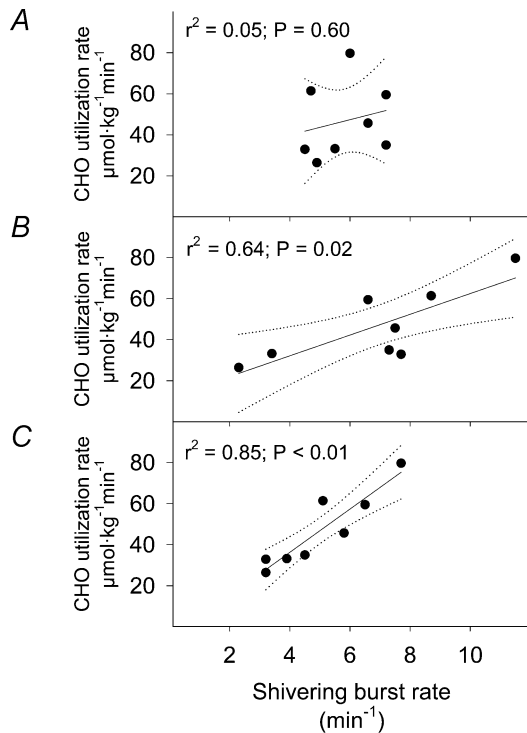 A
r² = 0.05; P = 0.60
CHO utilization rate
µmol·kg⁻¹min⁻¹
80
60
40
20
B
r² = 0.64; P = 0.02
CHO utilization rate
µmol·kg⁻¹min⁻¹
80
60
40
20
C
r² = 0.85; P < 0.01
CHO utilization rate
µmol·kg⁻¹min⁻¹
80
60
40
20
2 4 6 8 10
Shivering burst rate
(min⁻¹)